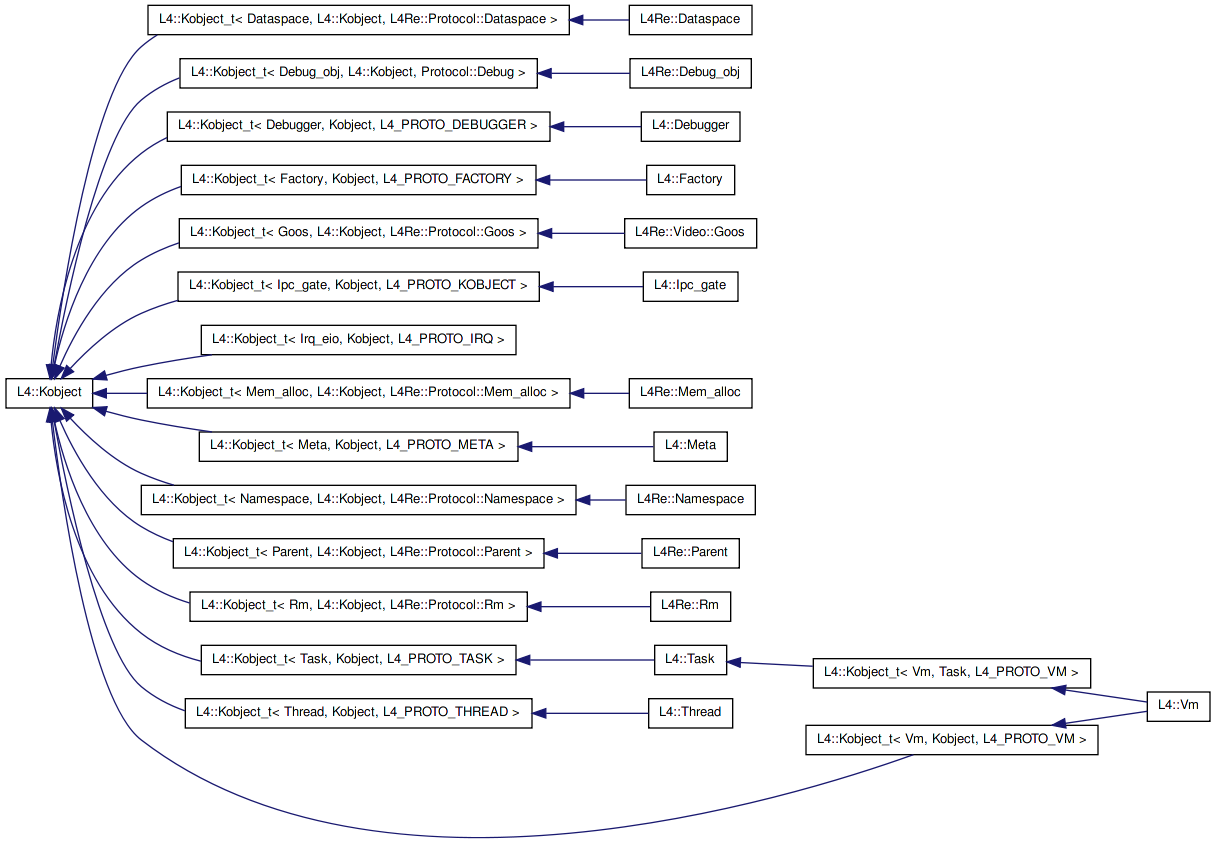 L4::Kobject_t< Dataspace, L4::Kobject, L4Re::Protocol::Dataspace >
L4Re::Dataspace
L4::Kobject_t< Debug_obj, L4::Kobject, Protocol::Debug >
L4Re::Debug_obj
L4::Kobject_t< Debugger, Kobject, L4_PROTO_DEBUGGER >
L4::Debugger
L4::Kobject_t< Factory, Kobject, L4_PROTO_FACTORY >
L4::Factory
L4::Kobject_t< Goos, L4::Kobject, L4Re::Protocol::Goos >
L4Re::Video::Goos
L4::Kobject_t< Ipc_gate, Kobject, L4_PROTO_KOBJECT >
L4::Ipc_gate
L4::Kobject_t< Irq_eio, Kobject, L4_PROTO_IRQ >
L4::Kobject
L4::Kobject_t< Mem_alloc, L4::Kobject, L4Re::Protocol::Mem_alloc >
L4Re::Mem_alloc
L4::Kobject_t< Meta, Kobject, L4_PROTO_META >
L4::Meta
L4::Kobject_t< Namespace, L4::Kobject, L4Re::Protocol::Namespace >
L4Re::Namespace
L4::Kobject_t< Parent, L4::Kobject, L4Re::Protocol::Parent >
L4Re::Parent
L4::Kobject_t< Rm, L4::Kobject, L4Re::Protocol::Rm >
L4Re::Rm
L4::Kobject_t< Task, Kobject, L4_PROTO_TASK >
L4::Task
L4::Kobject_t< Vm, Task, L4_PROTO_VM >
L4::Kobject_t< Thread, Kobject, L4_PROTO_THREAD >
L4::Thread
L4::Vm
L4::Kobject_t< Vm, Kobject, L4_PROTO_VM >